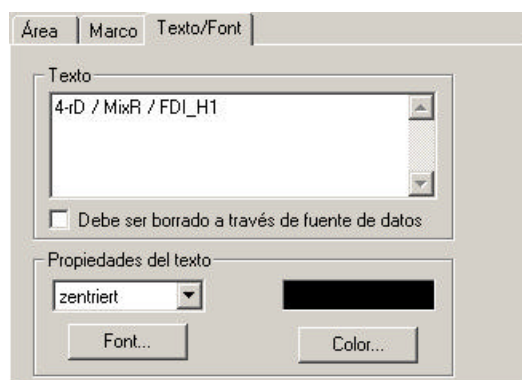 Área Marco Texto/Font
Texto
4-rD / MixR / FDI_H1
Debe ser borrado a través de fuente de datos
Propiedades del texto
zentriert
Font... Color...